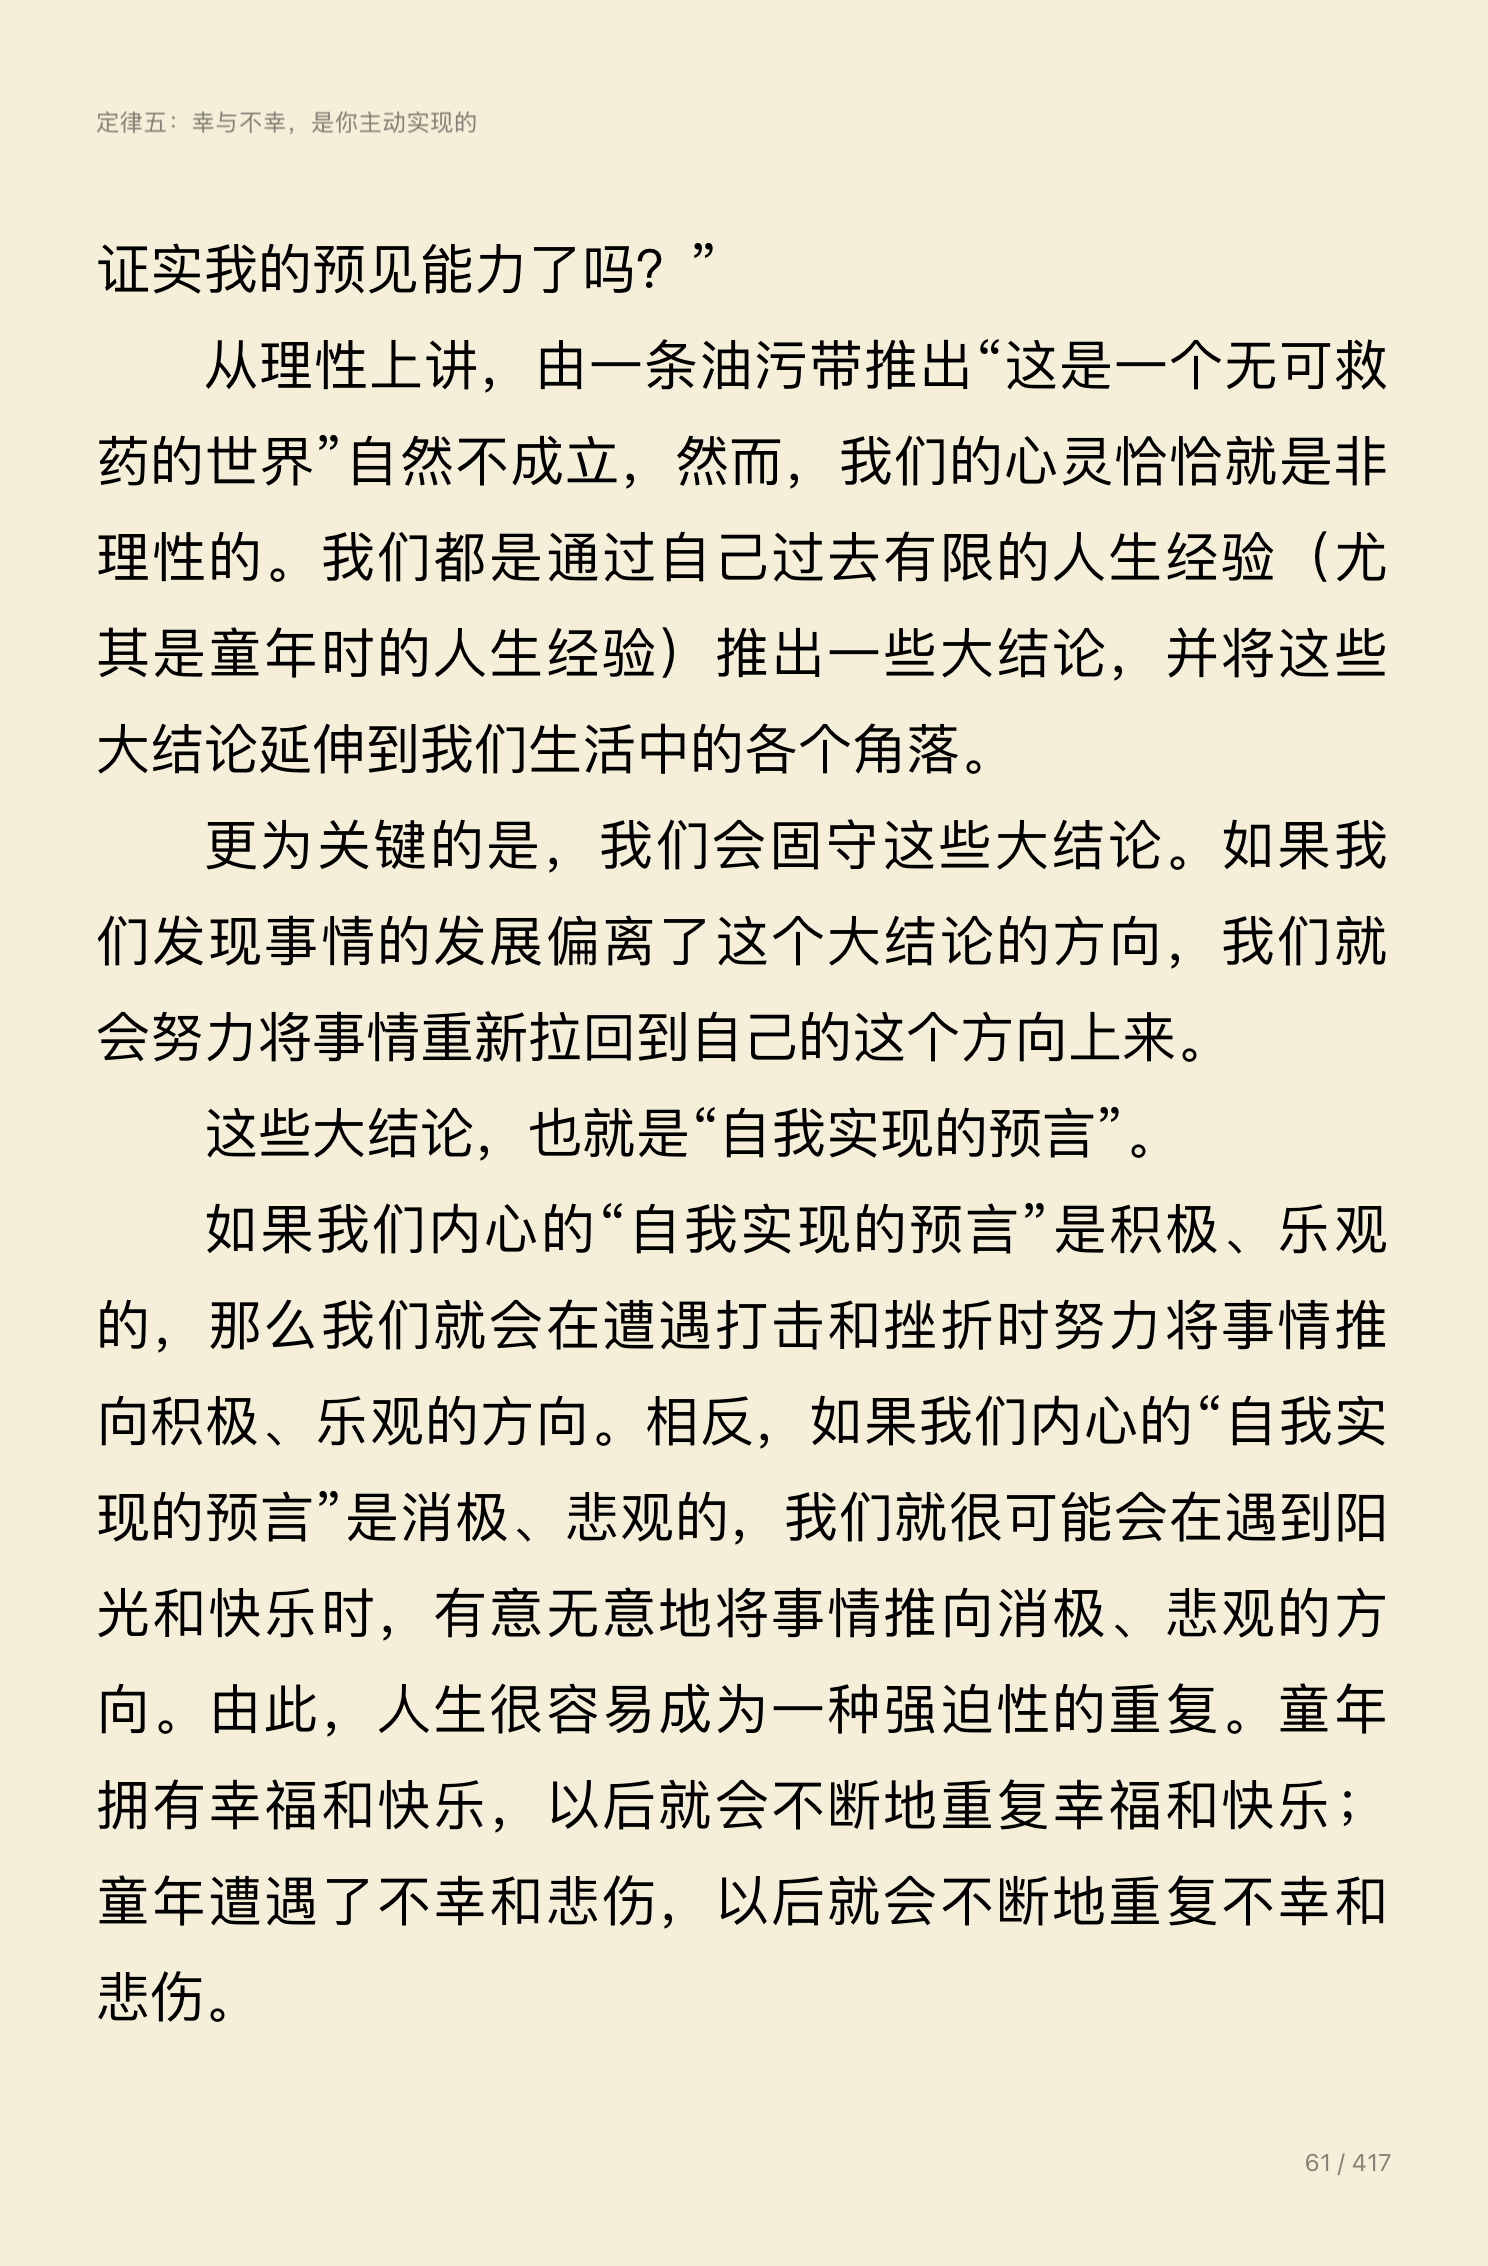 定律五：幸与不幸，是你主动实现的
证实我的预见能力了吗？”
从理性上讲，由一条油污带推出“这是一个无可救
药的世界”自然不成立，然而，我们的心灵恰恰就是非
理性的。我们都是通过自己过去有限的人生经验（尤
其是童年时的人生经验）推出一些大结论，并将这些
大结论延伸到我们生活中的各个角落。
更为关键的是，我们会固守这些大结论。如果我
们发现事情的发展偏离了这个大结论的方向，我们就
会努力将事情重新拉回到自己的这个方向上来。
这些大结论，也就是“自我实现的预言”。
如果我们内心的“自我实现的预言”是积极、乐观
的，那么我们就会在遭遇打击和挫折时努力将事情推
向积极、乐观的方向。相反，如果我们内心的“自我实
现的预言”是消极、悲观的，我们就很可能会在遇到阳
光和快乐时，有意无意地将事情推向消极、悲观的方
向。由此，人生很容易成为一种强迫性的重复。童年
拥有幸福和快乐，以后就会不断地重复幸福和快乐；
童年遭遇了不幸和悲伤，以后就会不断地重复不幸和
悲伤。
61 / 417